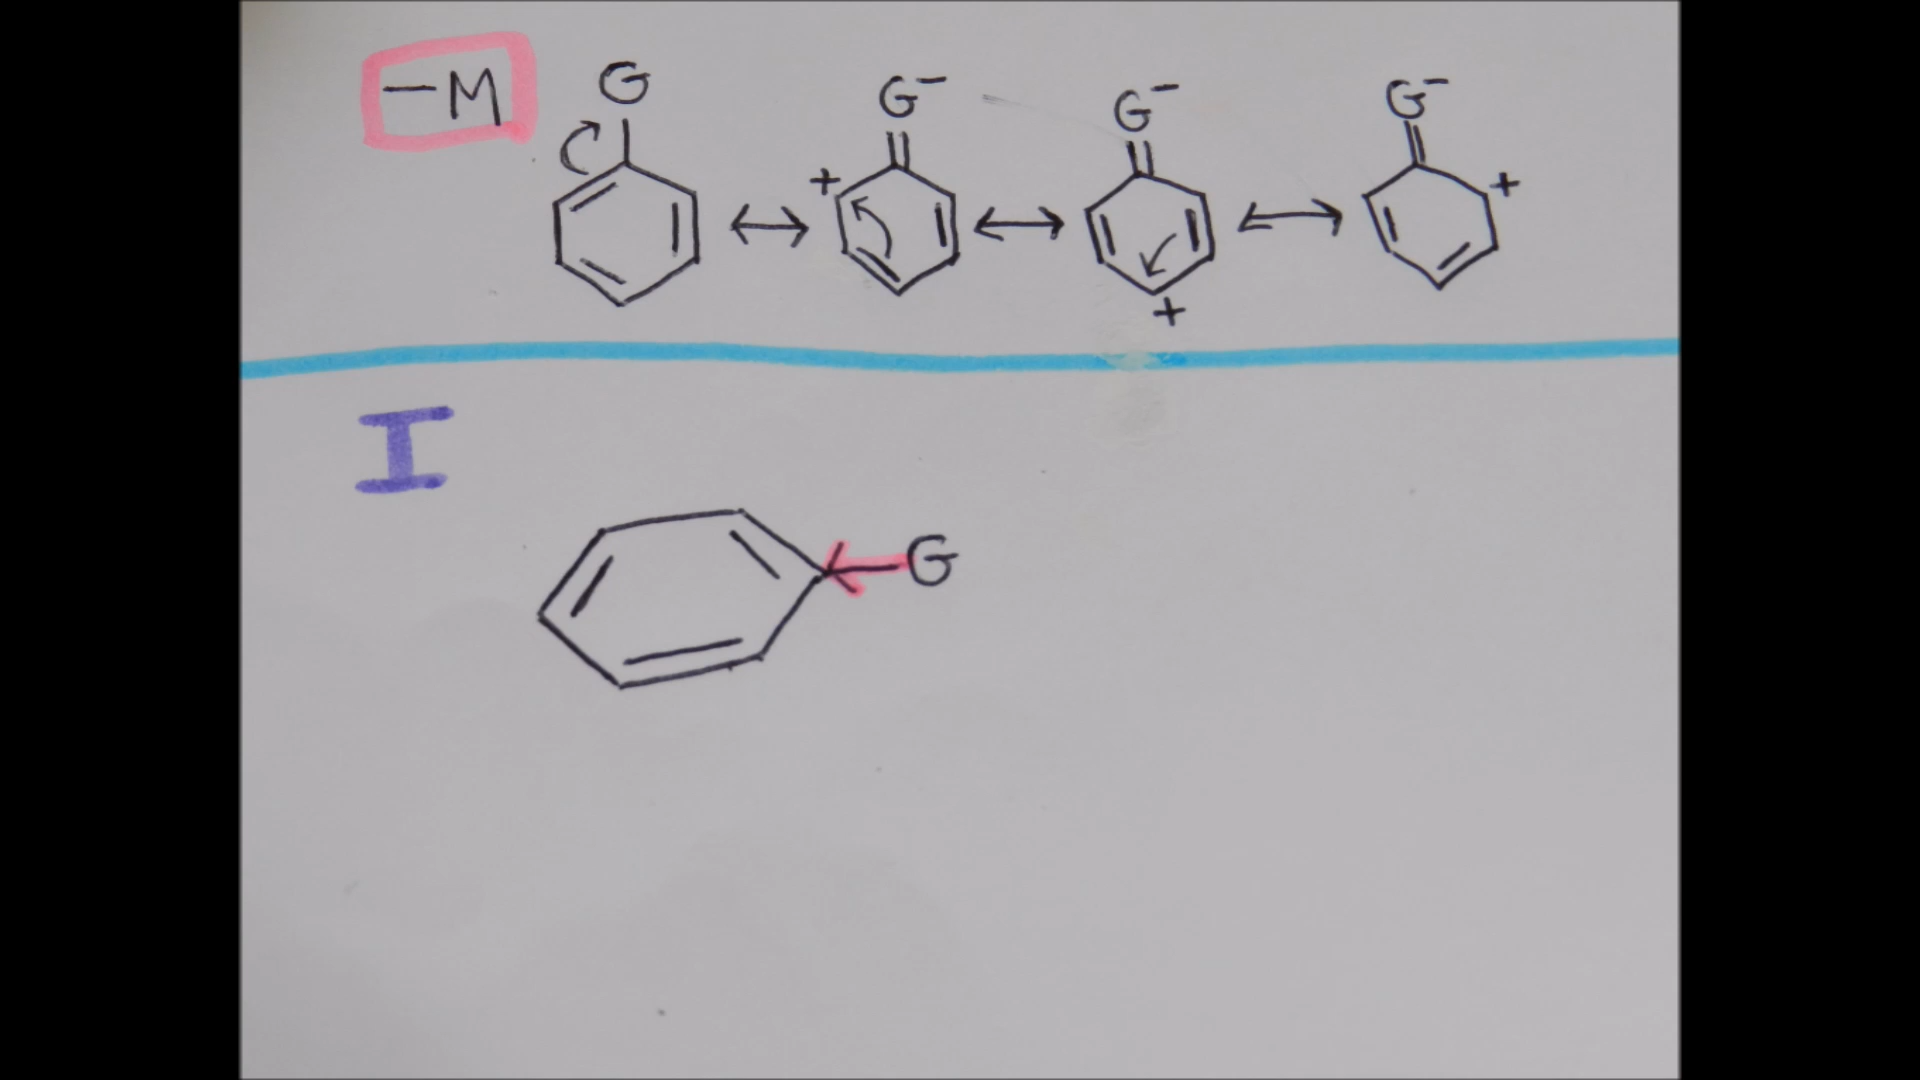 −M G G⁻ G⁻ G⁻
+ +
+
I
G